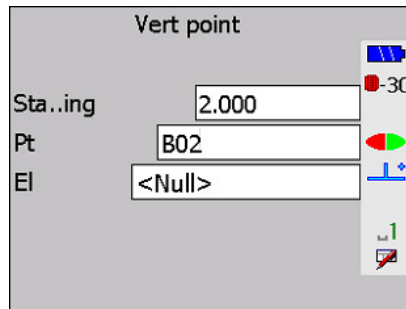 Vert point
Sta..ing 2.000
-30
Pt B02
El <Null>
1